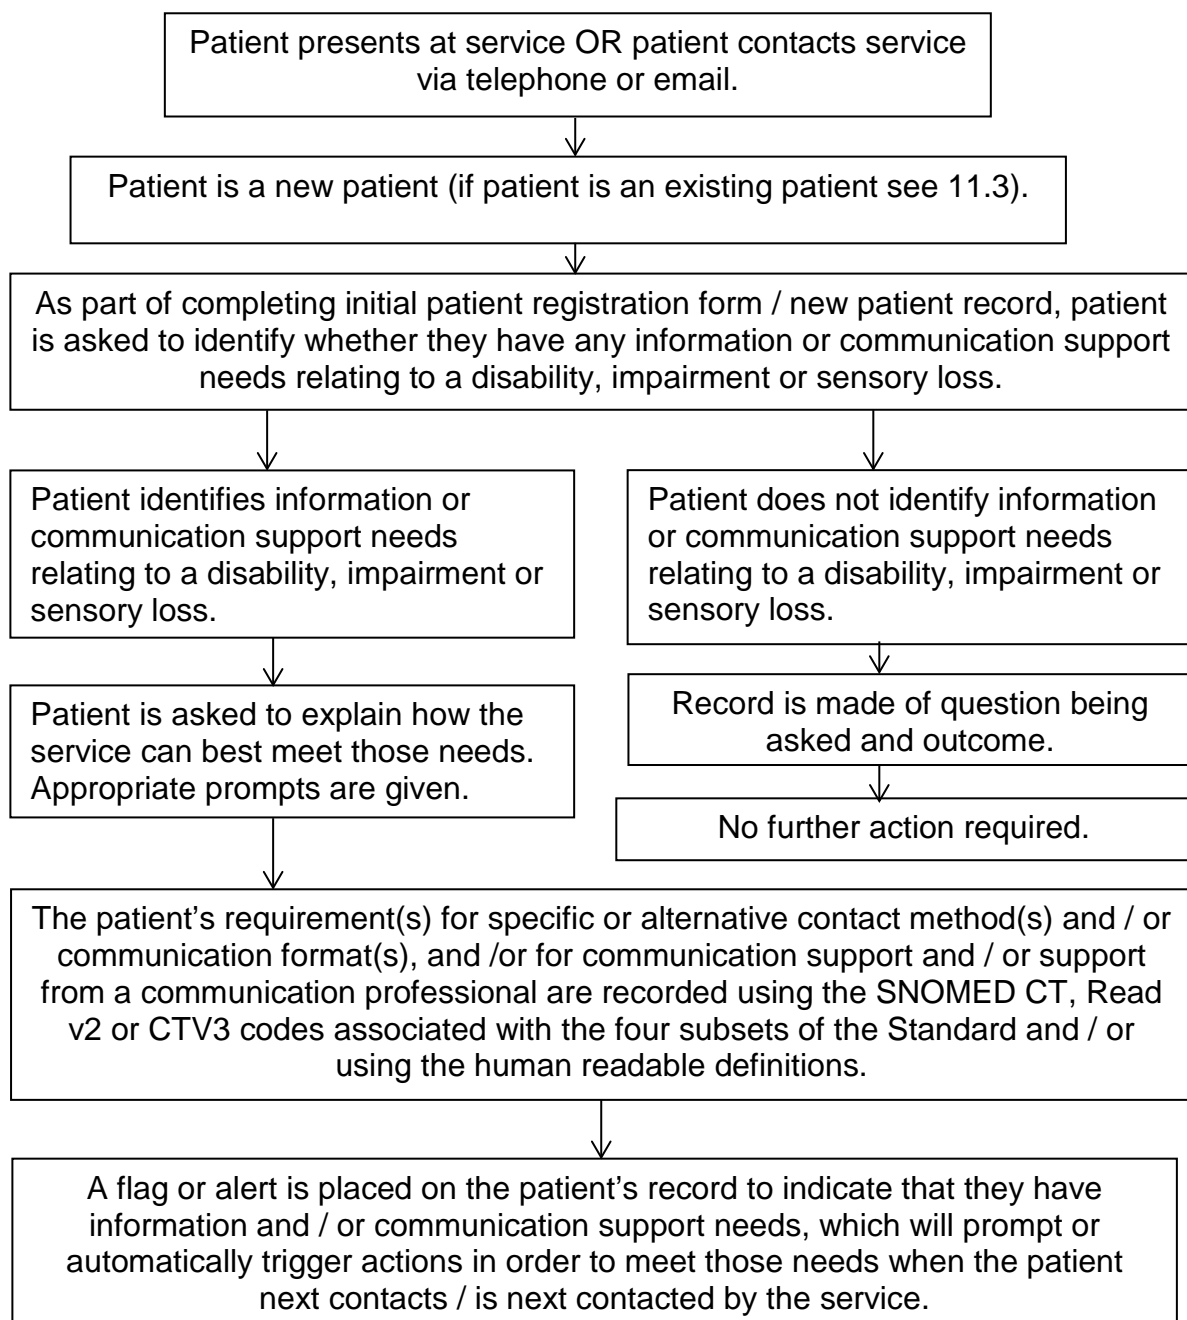 Patient presents at service OR patient contacts service
via telephone or email.
Patient is a new patient (if patient is an existing patient see 11.3).
As part of completing initial patient registration form / new patient record, patient
is asked to identify whether they have any information or communication support
needs relating to a disability, impairment or sensory loss.
Patient identifies information or
communication support needs
relating to a disability, impairment or
sensory loss.
Patient does not identify information
or communication support needs
relating to a disability, impairment or
sensory loss.
Patient is asked to explain how the
service can best meet those needs.
Appropriate prompts are given.
Record is made of question being
asked and outcome.
No further action required.
The patient’s requirement(s) for specific or alternative contact method(s) and / or
communication format(s), and /or for communication support and / or support
from a communication professional are recorded using the SNOMED CT, Read
v2 or CTV3 codes associated with the four subsets of the Standard and / or
using the human readable definitions.
A flag or alert is placed on the patient’s record to indicate that they have
information and / or communication support needs, which will prompt or
automatically trigger actions in order to meet those needs when the patient
next contacts / is next contacted by the service.